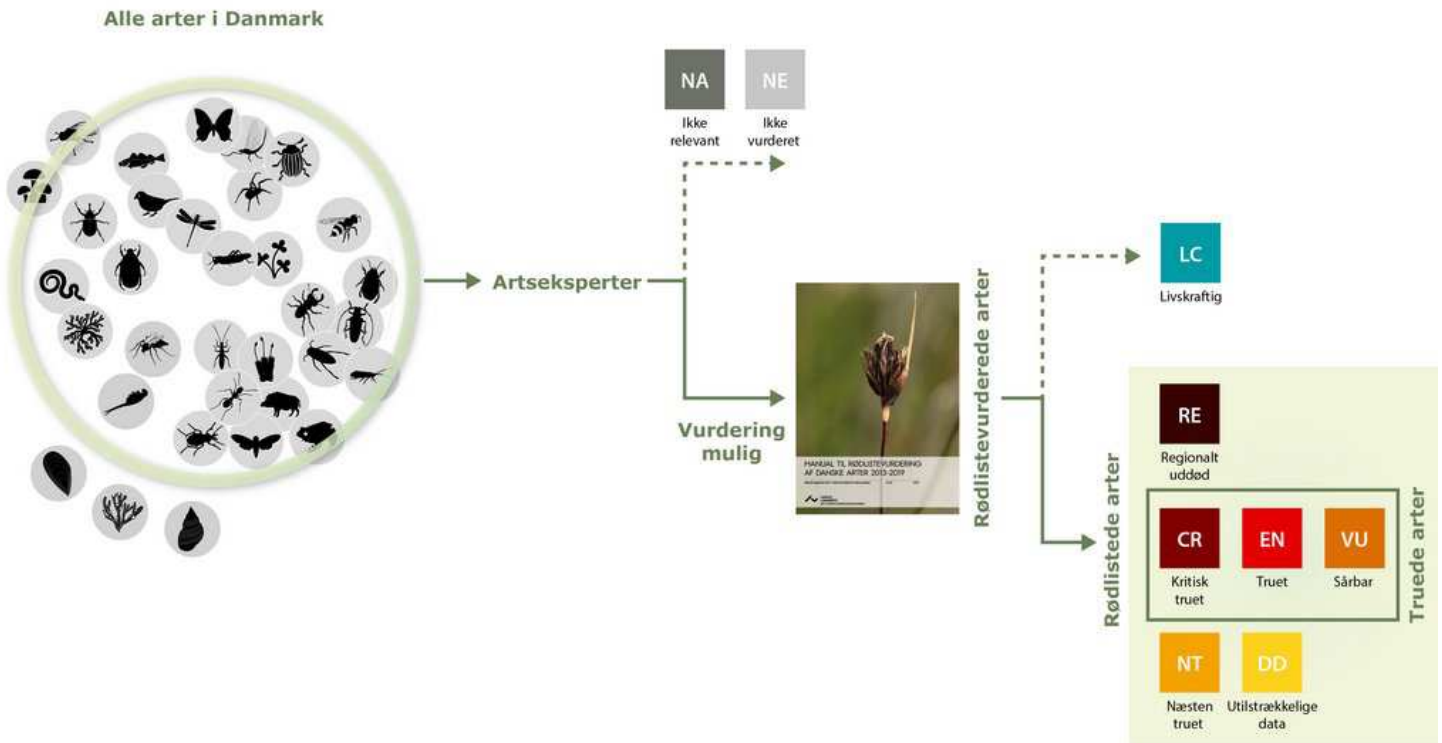 Alle arter i Danmark
NA
NE
Ikke
relevant
Ikke
vurderet
Artseksperter
Vurdering
mulig
MANUAL TIL RØDLISTEVURDERING
AF DANSKE ARTER 2013-2019
Rødlistevurderede arter
LC
Livskraftig
Rødlistede arter
RE
Regionalt
uddød
CR
EN
VU
Kritisk
truet
Truet
Sårbar
Truede arter
NT
DD
Næsten
truet
Utilstrækkelige
data